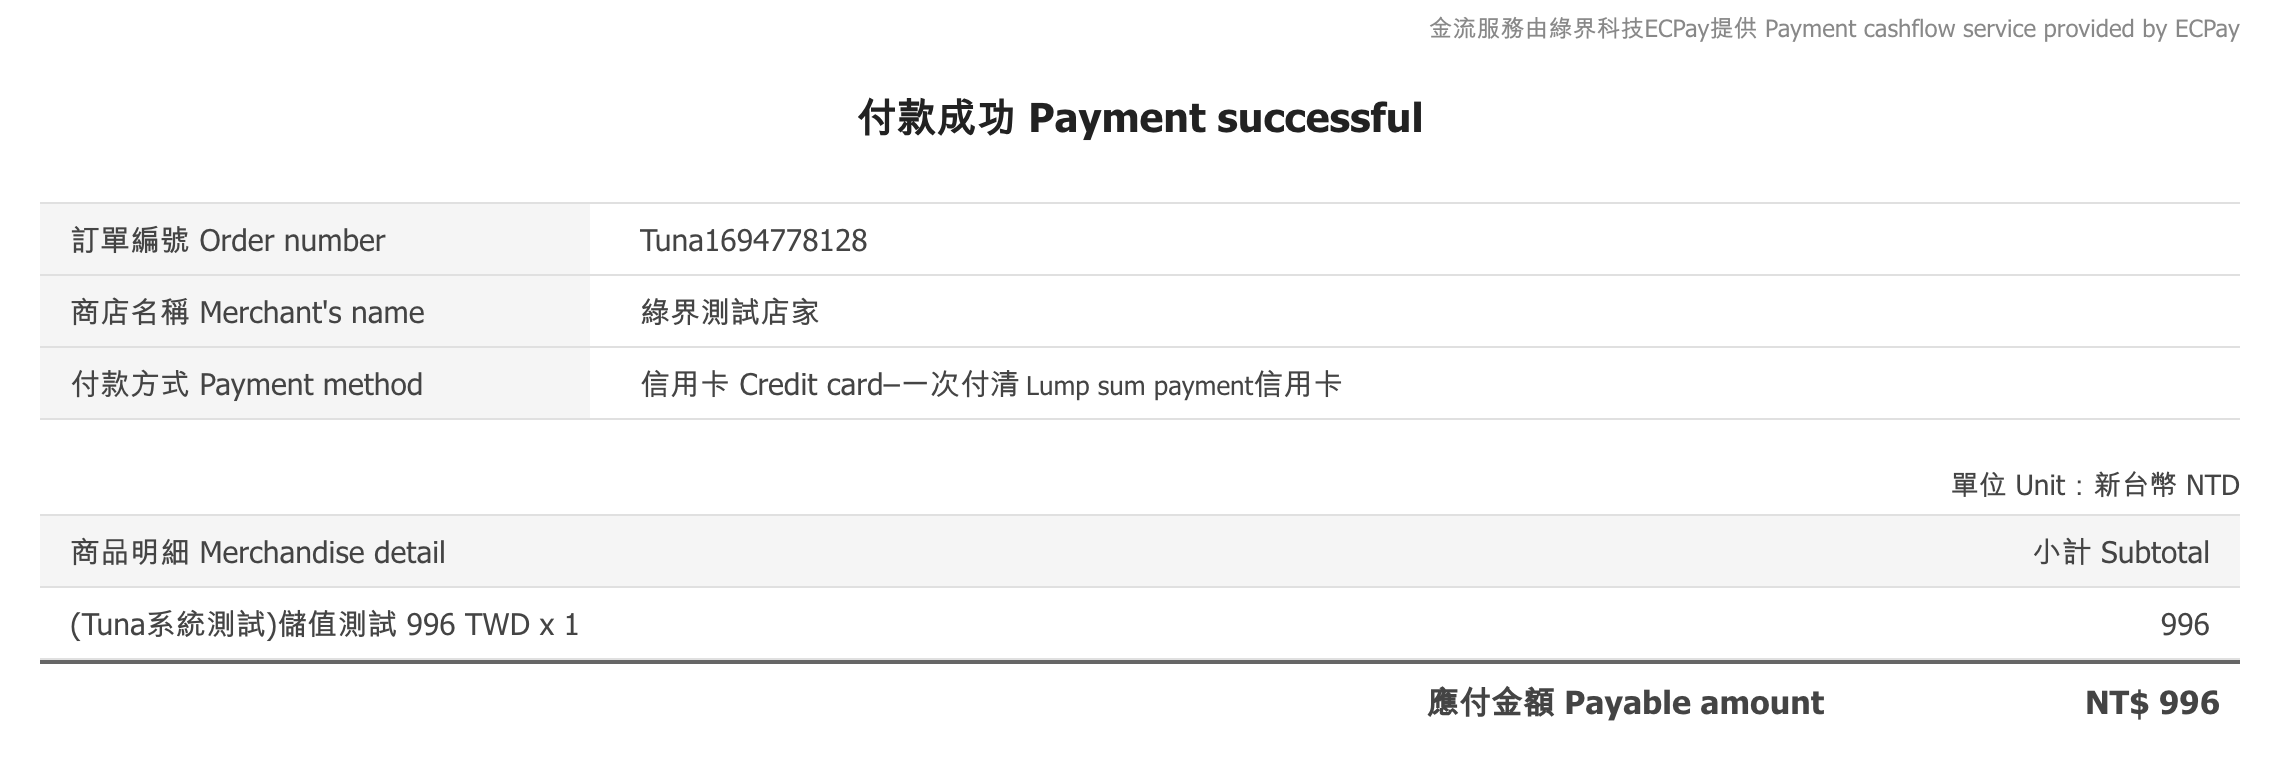 金流服務由綠界科技ECPay提供 Payment cashflow service provided by ECPay
付款成功 Payment successful
訂單編號 Order number Tuna1694778128
商店名稱 Merchant's name 綠界測試店家
付款方式 Payment method 信用卡 Credit card–一次付清 Lump sum payment信用卡
單位 Unit：新台幣 NTD
商品明細 Merchandise detail 小計 Subtotal
(Tuna系統測試)儲值測試 996 TWD x 1 996
應付金額 Payable amount NT$ 996